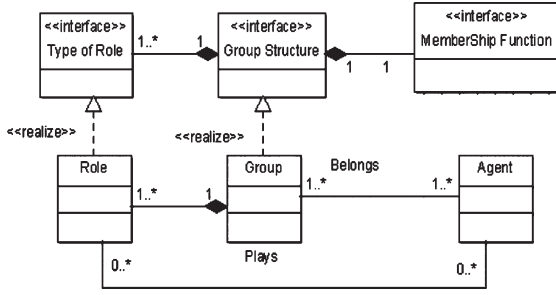 <<interface>>
Type of Role
1..*
1
<<interface>>
Group Structure
1
1
<<interface>>
MemberShip Function
<<realize>>
<<realize>>
Role
1..*
1
Group
1..*
Belongs
1..*
Agent
0..*
Plays
0..*